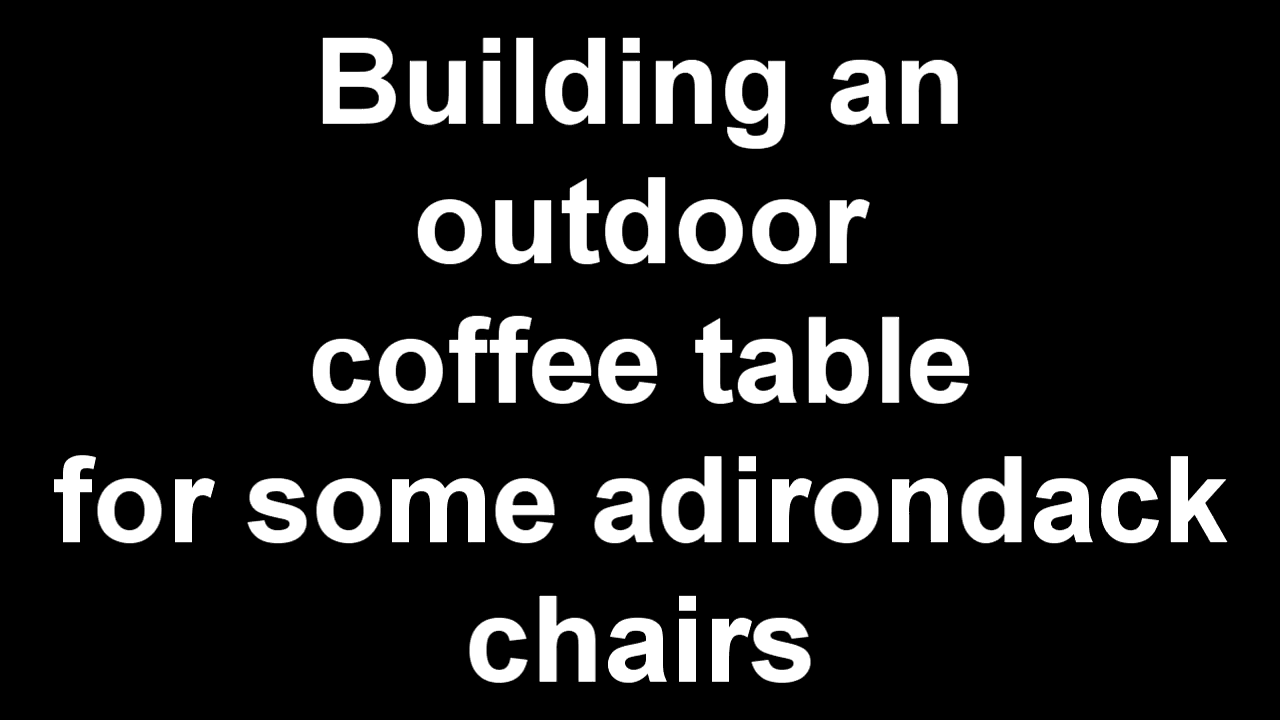 Building an
outdoor
coffee table
for some adirondack
chairs